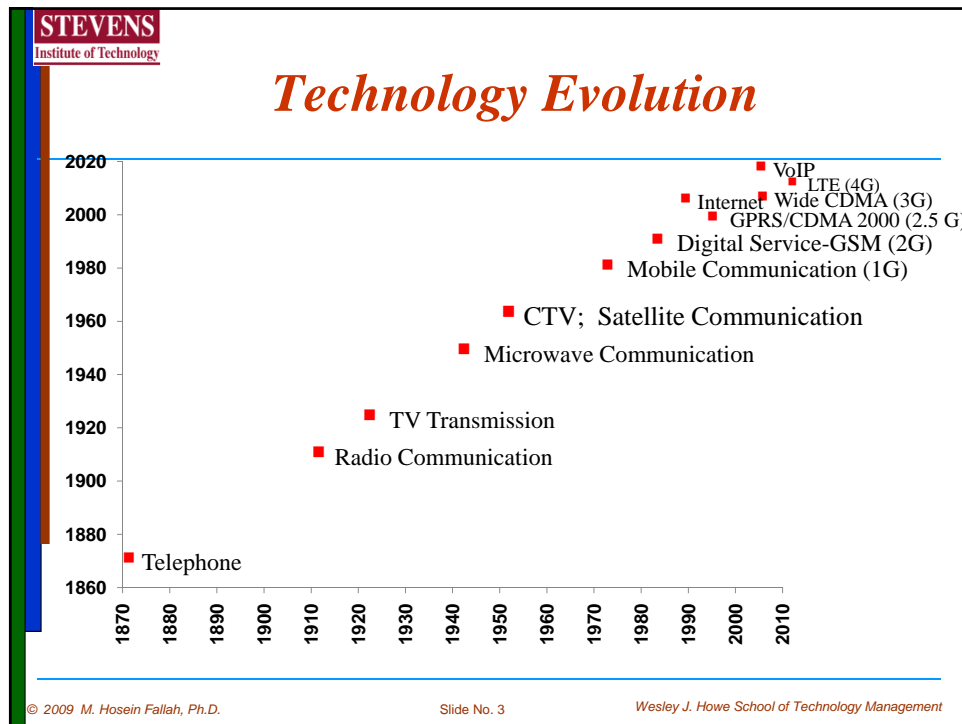 STEVENS
Institute of Technology
Technology Evolution
2020
2000
1980
1960
1940
1920
1900
1880
1860
VoIP
LTE (4G)
Internet
Wide CDMA (3G)
GPRS/CDMA 2000 (2.5 G)
Digital Service-GSM (2G)
Mobile Communication (1G)
CTV; Satellite Communication
Microwave Communication
TV Transmission
Radio Communication
Telephone
1870
1880
1890
1900
1910
1920
1930
1940
1950
1960
1970
1980
1990
2000
2010
© 2009 M. Hosein Fallah, Ph.D.
Slide No. 3
Wesley J. Howe School of Technology Management